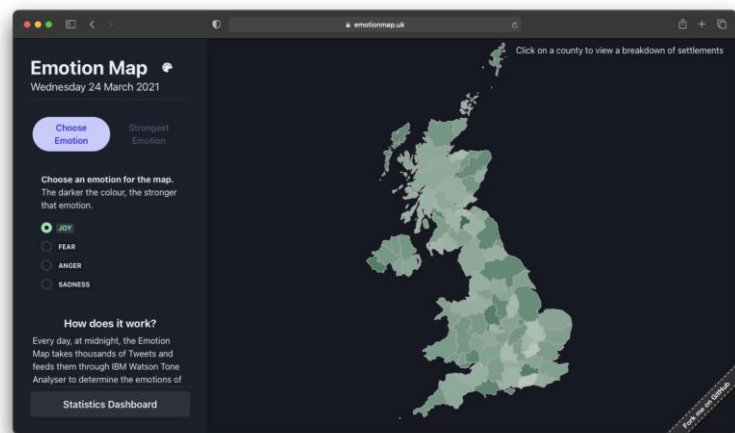 emotionmap.uk
Emotion Map
Wednesday 24 March 2021
Choose
Emotion
Strongest
Emotion
Choose an emotion for the map.
The darker the colour, the stronger
that emotion.
JOY
FEAR
ANGER
SADNESS
How does it work?
Every day, at midnight, the Emotion
Map takes thousands of Tweets and
feeds them through IBM Watson Tone
Analyser to determine the emotions of
Statistics Dashboard
Click on a county to view a breakdown of settlements
Fork me on GitHub